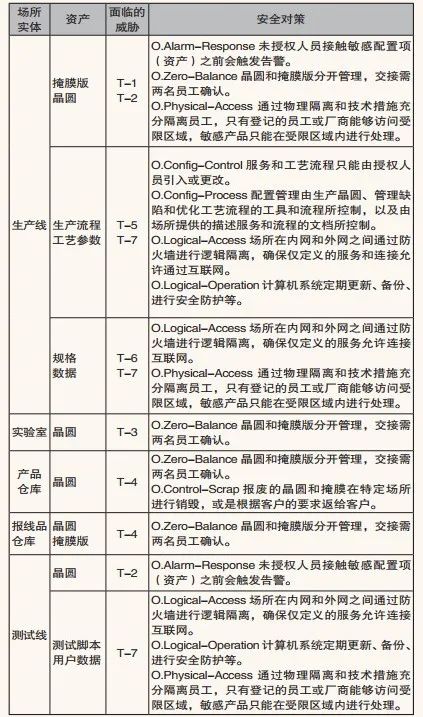 场所
实体
资产
面临的
威胁
安全对策
生产线
掩膜版
晶圆
T-1
T-2
O.Alarm-Response 未授权人员接触敏感配置项
（资产）之前会触发告警。
O.Zero-Balance 晶圆和掩膜版分开管理，交接需
两名员工确认。
O.Physical-Access 通过物理隔离和技术措施充
分隔离员工，只有登记的员工或厂商能够访问受
限区域，敏感产品只能在受限区域内进行处理。
生产流程
工艺参数
T-5
T-7
O.Config-Control 服务和工艺流程只能由授权人
员引入或更改。
O.Config-Process 配置管理由生产晶圆、管理缺
陷和优化工艺流程的工具和流程所控制，以及由
场所提供的描述服务和流程的文档所控制。
O.Logical-Access 场所在内网和外网之间通过防
火墙进行逻辑隔离，确保仅定义的服务和连接允
许通过互联网。
O.Logical-Operation 计算机系统定期更新、备份、
进行安全防护等。
规格
数据
T-6
T-7
O.Logical-Access 场所在内网和外网之间通过防
火墙进行逻辑隔离，确保仅定义的服务允许连接
互联网。
O.Physical-Access 通过物理隔离和技术措施充
分隔离员工，只有登记的员工或厂商能够访问受
限区域，敏感产品只能在受限区域内进行处理。
实验室
晶圆
T-3
O.Zero-Balance 晶圆和掩膜版分开管理，交接需
两名员工确认。
产品
仓库
晶圆
T-4
O.Zero-Balance 晶圆和掩膜版分开管理，交接需
两名员工确认。
O.Control-Scrap 报废的晶圆和掩膜在特定场所
进行销毁，或是根据客户的要求返给客户。
报线品
仓库
晶圆
掩膜版
T-4
O.Zero-Balance 晶圆和掩膜版分开管理，交接需
两名员工确认。
测试线
晶圆
T-2
O.Alarm-Response 未授权人员接触敏感配置项
（资产）之前会触发告警。
测试脚本
用户数据
T-7
O.Logical-Access 场所在内网和外网之间通过防
火墙进行逻辑隔离，确保仅定义的服务允许连接
互联网。
O.Logical-Operation 计算机系统定期更新、备份、
进行安全防护等。
O.Physical-Access 通过物理隔离和技术措施充
分隔离员工，只有登记的员工或厂商能够访问受
限区域，敏感产品只能在受限区域内进行处理。